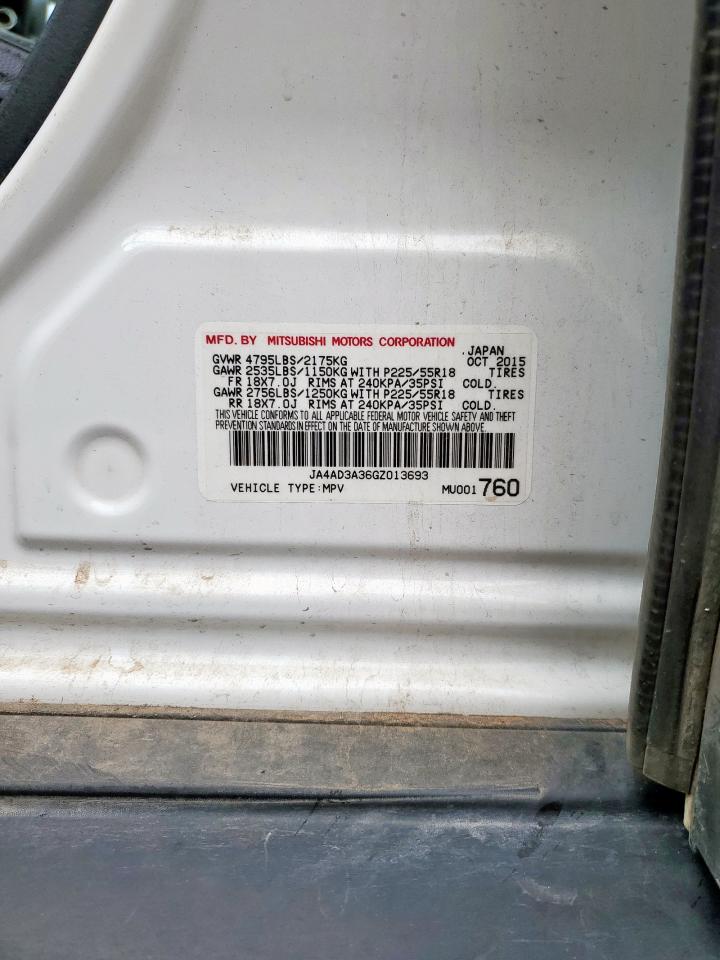 MFD. BY MITSUBISHI MOTORS CORPORATION JAPAN
GVWR 4795LBS/2175KG OCT 2015
GAWR 2535LBS/1150KG WITH P225/55R18 TIRES
FR 18X7.0J RIMS AT 240KPA/35PSI COLD.
GAWR 2756LBS/1250KG WITH P225/55R18 TIRES
RR 18X7.0J RIMS AT 240KPA/35PSI COLD.
THIS VEHICLE CONFORMS TO ALL APPLICABLE FEDERAL MOTOR VEHICLE SAFETY AND THEFT
PREVENTION STANDARDS IN EFFECT ON THE DATE OF MANUFACTURE SHOWN ABOVE.
JA4AD3A36GZ013693
VEHICLE TYPE:MPV MU001 760